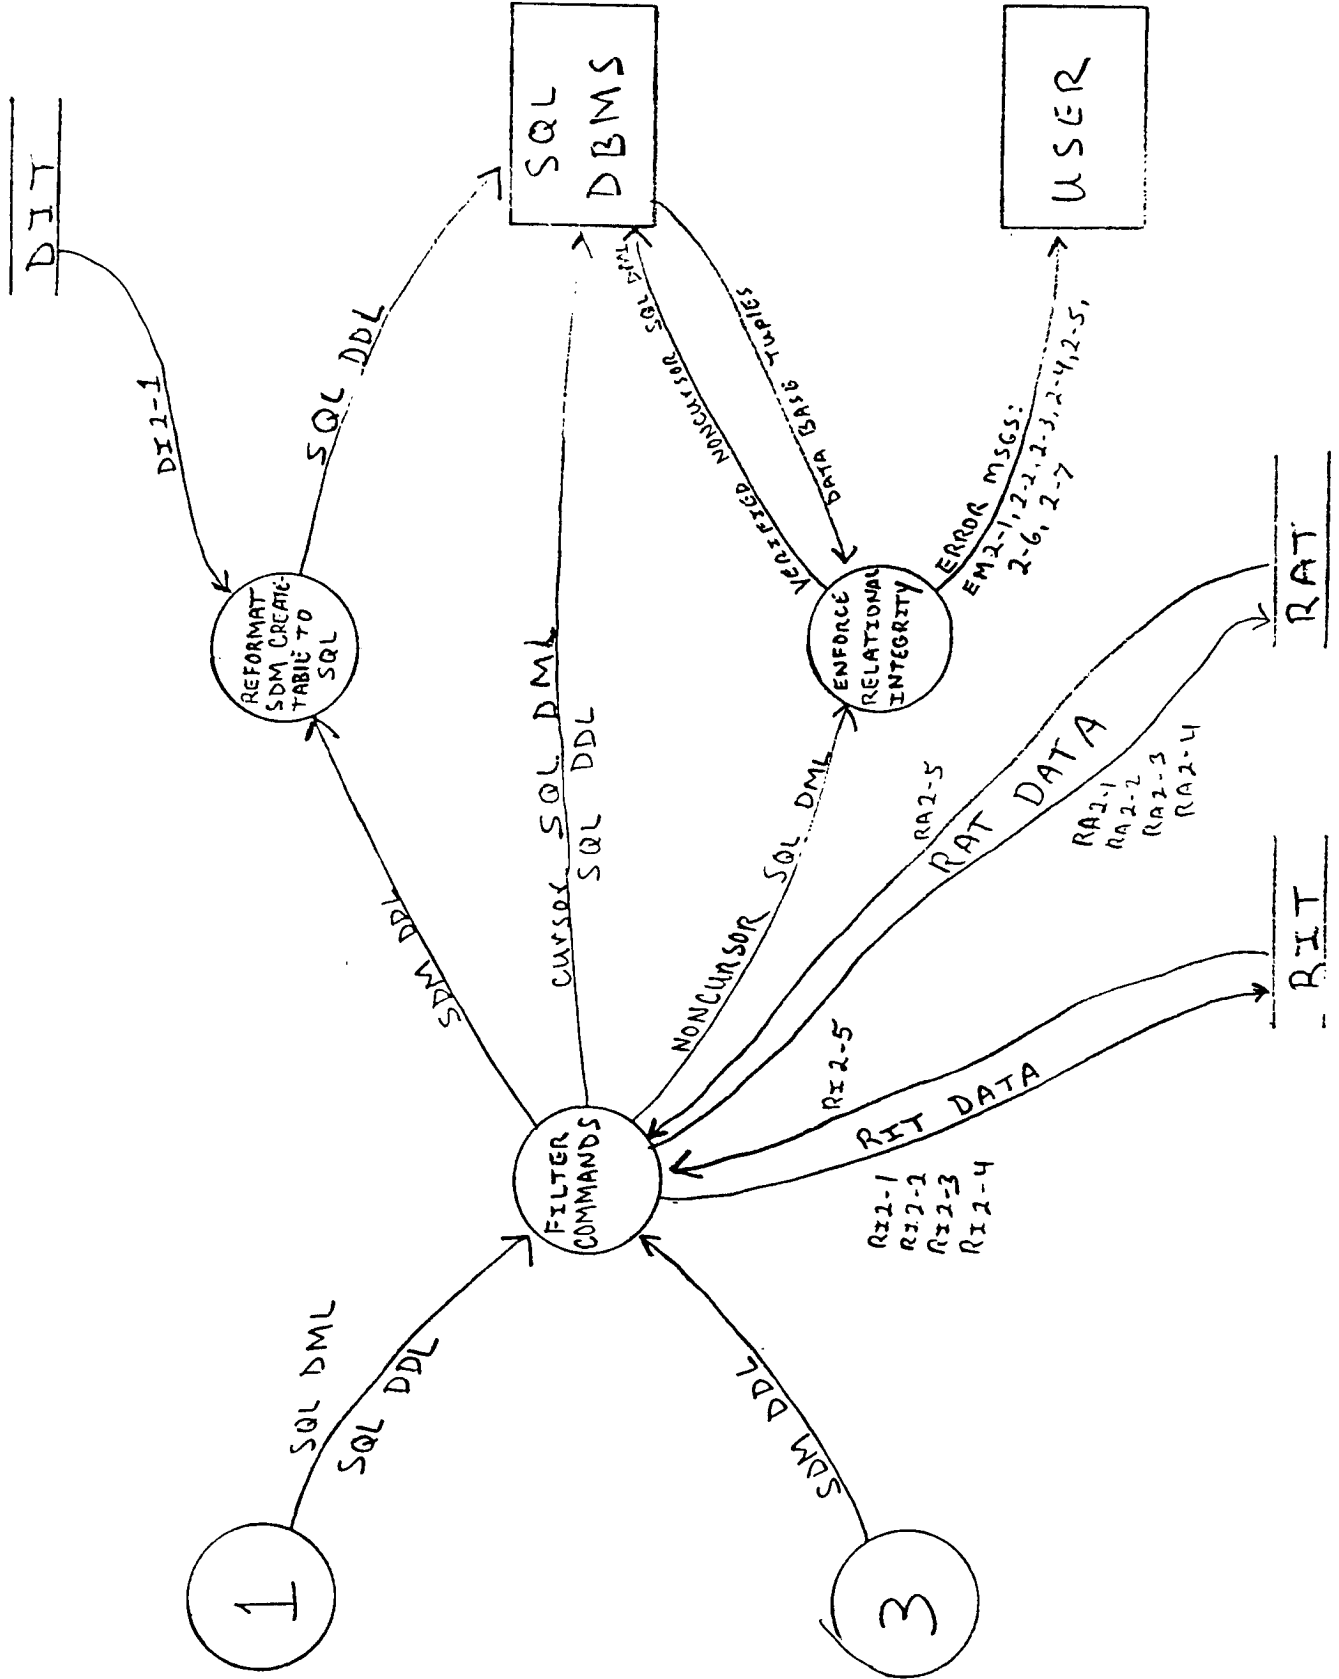 DIT
DI2-1
REFORMAT
SDM CREATE-
TABLE TO
SQL
SQL DDL
SQL
DBMS
SDM DDL
1
SQL DML
SQL DDL
FILTER
COMMANDS
CURSOR SQL DML
SQL DDL
VERIFIED NONCURSOR SQL DML
DATA BASE TUPLES
NONCURSOR SQL DML
ENFORCE
RELATIONAL
INTEGRITY
ERROR MSGS:
EM2-1, 2-2, 2-3, 2-4, 2-5,
2-6, 2-7
USER
3
SDM DDL
RA2-5
RAT DATA
RA2-1
RA2-2
RA2-3
RA2-4
RAT
RI2-5
RIT DATA
RI2-1
RI2-2
RI2-3
RI2-4
RIT